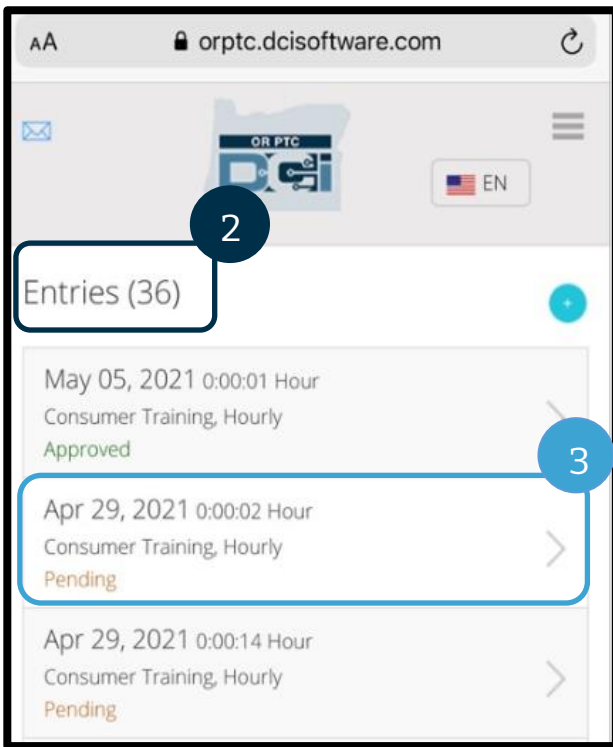 AA orptc.dcisoftware.com
OR PTC
DCi
EN
2
Entries (36)
+
May 05, 2021 0:00:01 Hour
Consumer Training, Hourly
Approved
3
Apr 29, 2021 0:00:02 Hour
Consumer Training, Hourly
Pending
Apr 29, 2021 0:00:14 Hour
Consumer Training, Hourly
Pending